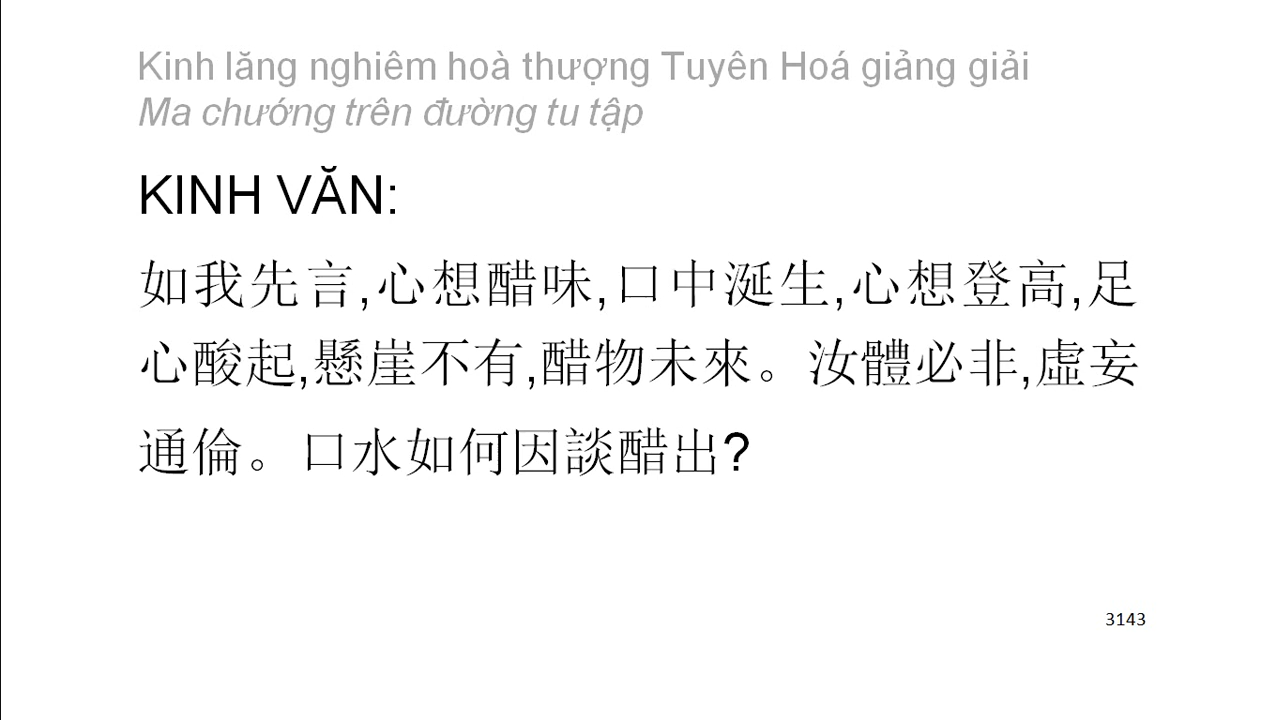 Kinh lăng nghiêm hoà thượng Tuyên Hoá giảng giải
Ma chướng trên đường tu tập
KINH VĂN:
如我先言,心想醋味,口中涎生,心想登高,足
心酸起,懸崖不有,醋物未來。汝體必非,虛妄
通倫。口水如何因談醋出?
3143